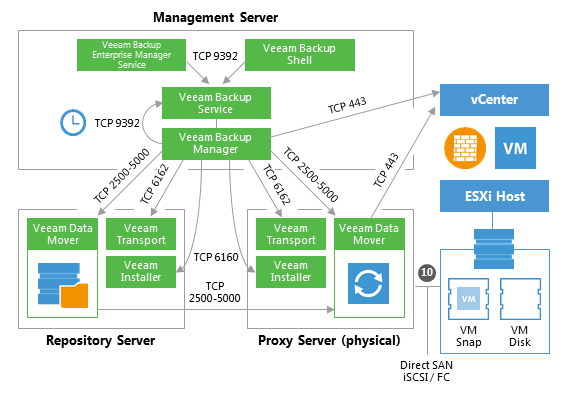 Management Server
Veeam Backup
Enterprise Manager
Service
TCP 9392
Veeam Backup
Shell
Veeam Backup
Service
TCP 9392
Veeam Backup
Manager
TCP 443
vCenter
TCP 2500-5000
TCP 6162
TCP 6162
TCP 2500-5000
TCP 443
VM
ESXi Host
Veeam Data
Mover
Veeam
Transport
Veeam
Installer
TCP 6160
Veeam
Transport
Veeam
Installer
Veeam Data
Mover
TCP
2500-5000
10
VM
VM
Snap
VM
Disk
Repository Server
Proxy Server (physical)
Direct SAN
iSCSI / FC